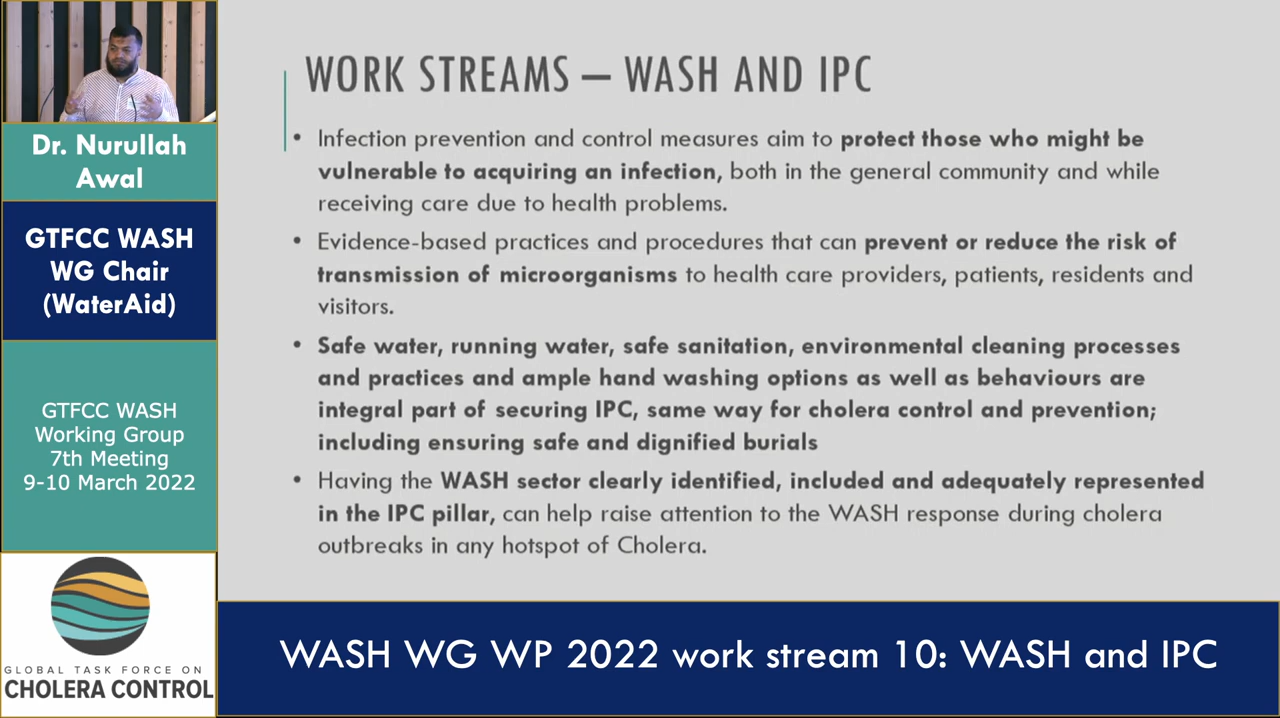 Dr. Nurullah
Awal
GTFCC WASH
WG Chair
(WaterAid)
GTFCC WASH
Working Group
7th Meeting
9-10 March 2022
GLOBAL TASK FORCE ON
CHOLERA CONTROL
WORK STREAMS – WASH AND IPC
• Infection prevention and control measures aim to protect those who might be
vulnerable to acquiring an infection, both in the general community and while
receiving care due to health problems.
• Evidence-based practices and procedures that can prevent or reduce the risk of
transmission of microorganisms to health care providers, patients, residents and
visitors.
• Safe water, running water, safe sanitation, environmental cleaning processes
and practices and ample hand washing options as well as behaviours are
integral part of securing IPC, same way for cholera control and prevention;
including ensuring safe and dignified burials
• Having the WASH sector clearly identified, included and adequately represented
in the IPC pillar, can help raise attention to the WASH response during cholera
outbreaks in any hotspot of Cholera.
WASH WG WP 2022 work stream 10: WASH and IPC